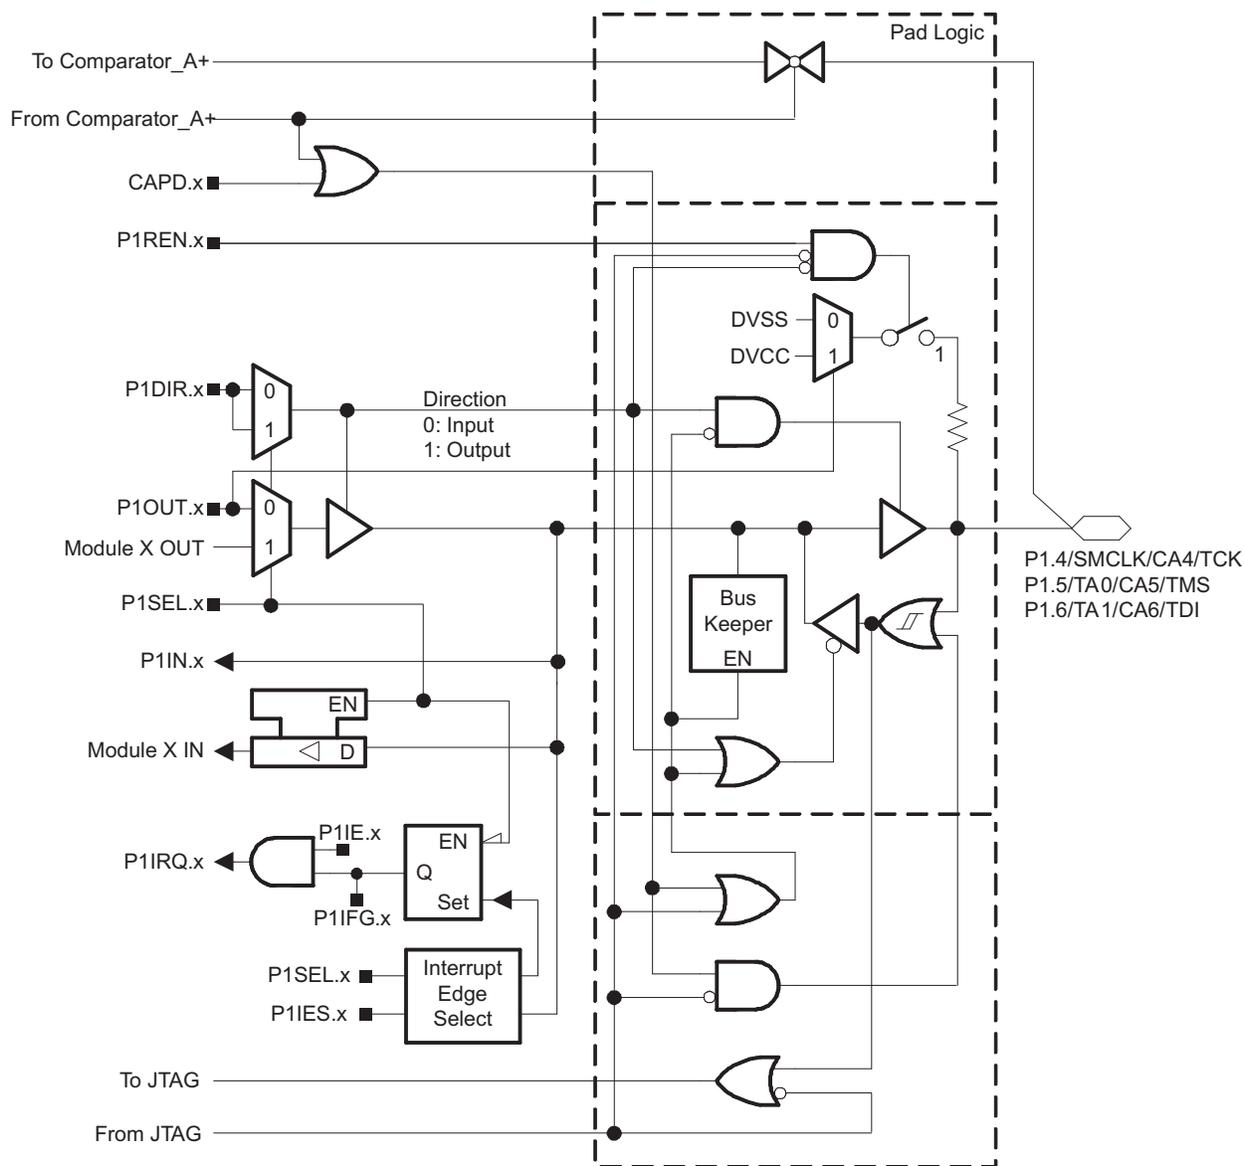 Pad Logic
To Comparator_A+
From Comparator_A+
CAPD.x
P1REN.x
DVSS
0
DVCC
1
1
P1DIR.x
0
1
Direction
0: Input
1: Output
P1OUT.x
0
Module X OUT
1
P1.4/SMCLK/CA4/TCK
P1.5/TA0/CA5/TMS
P1.6/TA1/CA6/TDI
P1SEL.x
Bus
Keeper
EN
P1IN.x
EN
Module X IN
D
P1IE.x
EN
P1IRQ.x
Q
Set
P1IFG.x
P1SEL.x
P1IES.x
Interrupt
Edge
Select
To JTAG
From JTAG